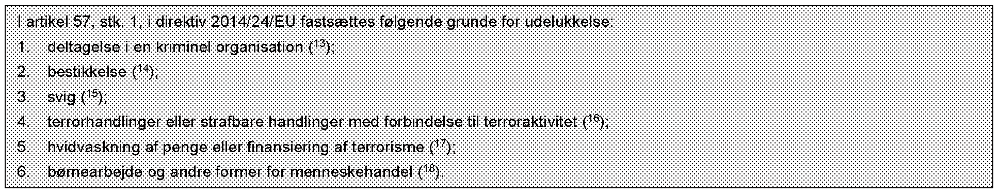 I artikel 57, stk. 1, i direktiv 2014/24/EU fastsættes følgende grunde for udelukkelse:
1. deltagelse i en kriminel organisation (13);
2. bestikkelse (14);
3. svig (15);
4. terrorhandlinger eller strafbare handlinger med forbindelse til terroraktivitet (16);
5. hvidvaskning af penge eller finansiering af terrorisme (17);
6. børnearbejde og andre former for menneskehandel (18).